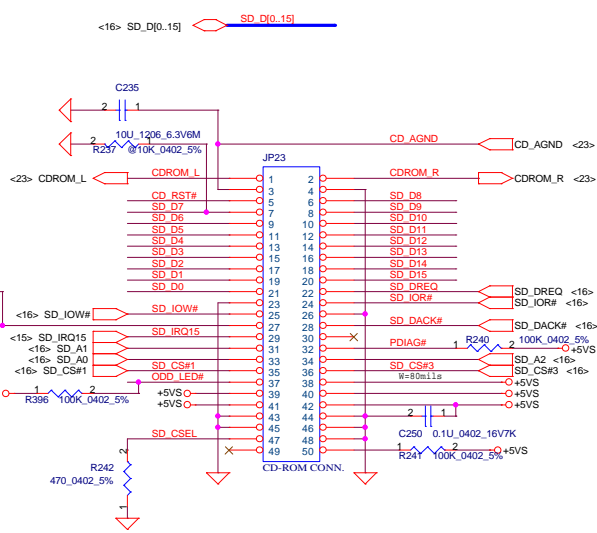 SD_D[0..15]
<16> SD_D[0..15]
C235
2 1
10U_1206_6.3V6M
2 1
R237 @10K_0402_5%
CD_AGND
CD_AGND <23>
JP23
<23> CDROM_L CDROM_L 1 2 CDROM_R CDROM_R <23>
3 4
CD_RST# 5 6 SD_D8
SD_D7 7 8 SD_D9
SD_D6 9 10 SD_D10
SD_D5 11 12 SD_D11
SD_D4 13 14 SD_D12
SD_D3 15 16 SD_D13
SD_D2 17 18 SD_D14
SD_D1 19 20 SD_D15
SD_D0 21 22 SD_DREQ SD_DREQ <16>
23 24 SD_IOR# SD_IOR# <16>
<16> SD_IOW# SD_IOW# 25 26
27 28 SD_DACK# SD_DACK# <16>
<15> SD_IRQ15 SD_IRQ15 29 30
<16> SD_A1 31 32 PDIAG# 1 R240 2 100K_0402_5% +5VS
<16> SD_A0 33 34 SD_A2 <16>
<16> SD_CS#1 SD_CS#1 35 36 SD_CS#3 SD_CS#3 <16>
ODD_LED# 37 38 W=80mils +5VS
1 2
R396 100K_0402_5%
+5VS 39 40 +5VS
+5VS 41 42 +5VS
43 44 2 1
45 46
C250 0.1U_0402_16V7K
SD_CSEL 47 48
49 50 1 2 +5VS
R241 100K_0402_5%
CD-ROM CONN.
2
R242
470_0402_5%
1